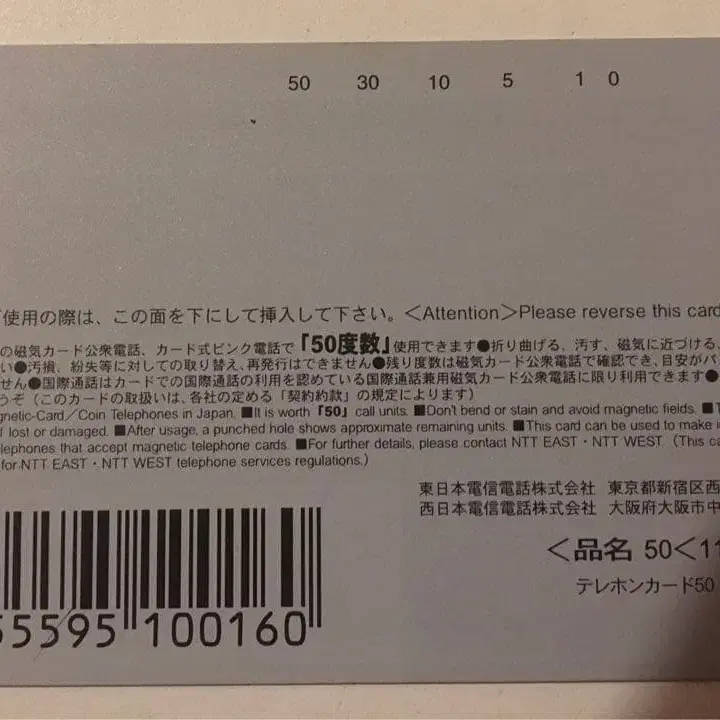 50 30 10 5 1 0
使用の際は、この面を下にして挿入して下さい。<Attention>Please reverse this card
の磁気カード公衆電話、カード式ピンク電話で「50度数」使用できます●折り曲げる、汚す、磁気に近づける、
い●汚損、紛失等に対しての取り替え、再発行はできません●残り度数は磁気カード公衆電話で確認でき、目安がパ
せん●国際通話はカードでの国際通話の利用を認めている国際通話兼用磁気カード公衆電話に限り利用できます●
うぞ（このカードの取扱いは、各社の定める「契約約款」の規定によります）
gnetic-Card/Coin Telephones in Japan. ■It is worth「50」call units. ■Don't bend or stain and avoid magnetic fields. ■T
f lost or damaged. ■After usage, a punched hole shows approximate remaining units. ■This card can be used to make i
lephones that accept magnetic telephone cards. ■For further details, please contact NTT EAST・NTT WEST. (This car
for NTT EAST・NTT WEST telephone services regulations.)
東日本電信電話株式会社 東京都新宿区西
西日本電信電話株式会社 大阪府大阪市中
<品名 50<11
テレホンカード50
5595 100160